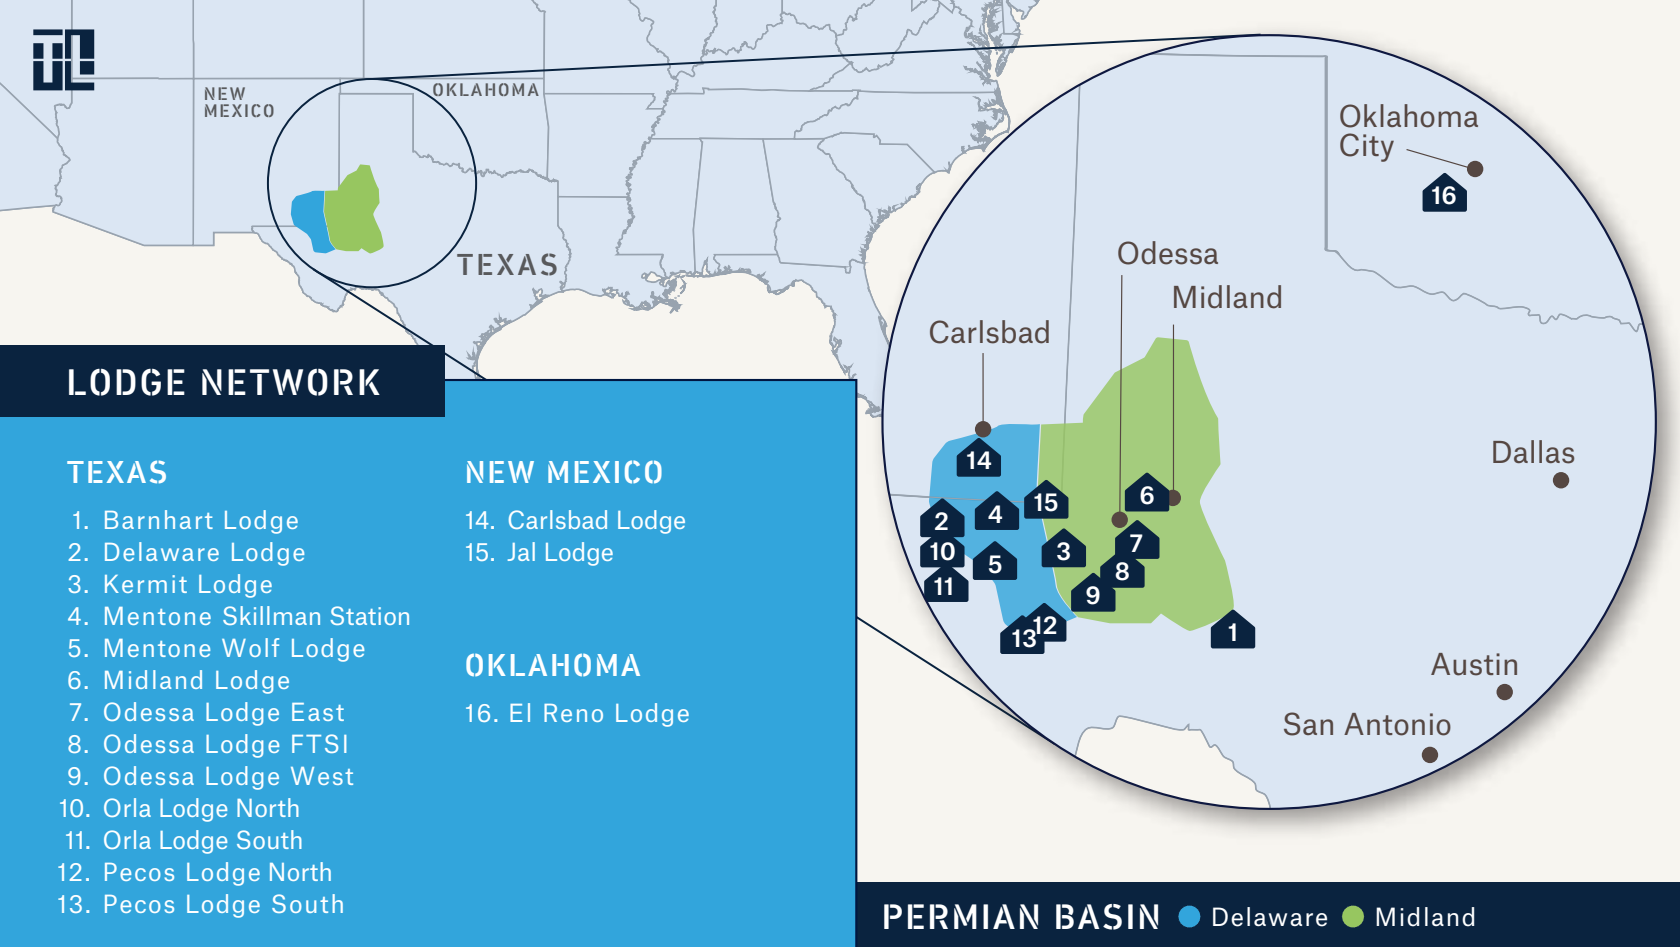 NEW
MEXICO
OKLAHOMA
TEXAS
LODGE NETWORK
TEXAS
1. Barnhart Lodge
2. Delaware Lodge
3. Kermit Lodge
4. Mentone Skillman Station
5. Mentone Wolf Lodge
6. Midland Lodge
7. Odessa Lodge East
8. Odessa Lodge FTSI
9. Odessa Lodge West
10. Orla Lodge North
11. Orla Lodge South
12. Pecos Lodge North
13. Pecos Lodge South
NEW MEXICO
14. Carlsbad Lodge
15. Jal Lodge
OKLAHOMA
16. El Reno Lodge
Oklahoma
City
16
Odessa
Midland
Carlsbad
14
15
6
2
4
10
3
7
5
8
11
9
12
13
1
Dallas
Austin
San Antonio
PERMIAN BASIN Delaware Midland